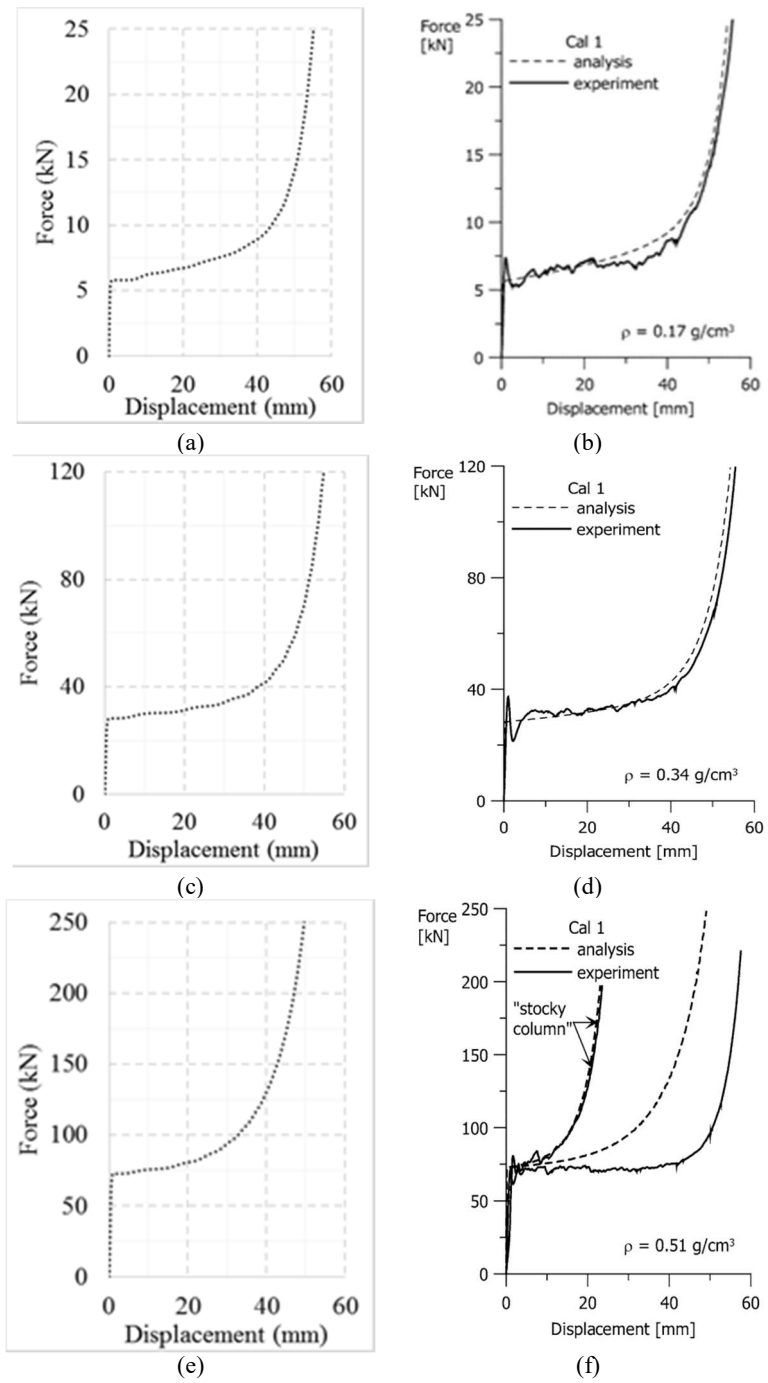 25
20
15
10
5
0
Force (kN)
0 20 40 60
Displacement (mm)
(a)
Force
[kN]
25
20
15
10
5
0
Cal 1
analysis
experiment
ρ = 0.17 g/cm³
0 20 40 60
Displacement [mm]
(b)
120
80
40
0
Force (kN)
0 20 40 60
Displacement (mm)
(c)
Force 120
[kN]
80
40
0
Cal 1
analysis
experiment
ρ = 0.34 g/cm³
0 20 40 60
Displacement [mm]
(d)
250
200
150
100
50
0
Force (kN)
0 20 40 60
Displacement (mm)
(e)
Force 250
[kN]
200
150
100
50
0
Cal 1
analysis
experiment
"stocky
column"
ρ = 0.51 g/cm³
0 20 40 60
Displacement [mm]
(f)